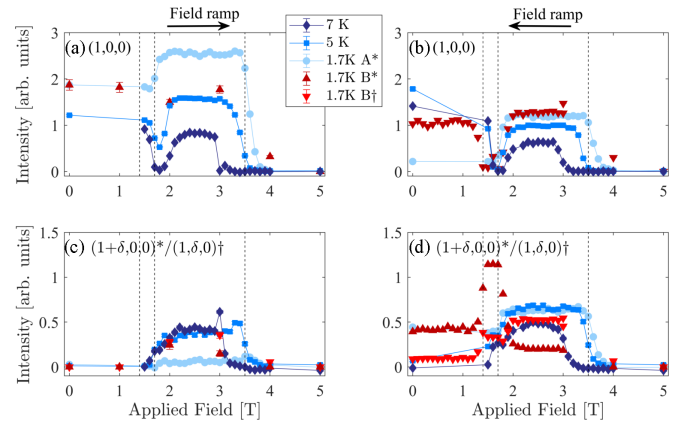 Field ramp
Field ramp
(a) (1,0,0)
(b) (1,0,0)
7 K
5 K
1.7K A*
1.7K B*
1.7K B†
Intensity [arb. units]
3
2
1
0
0 1 2 3 4 5
3
2
1
0
0 1 2 3 4 5
(c) (1+δ,0,0)*/(1,δ,0)†
(d) (1+δ,0,0)*/(1,δ,0)†
Intensity [arb. units]
1.5
1
0.5
0
0 1 2 3 4 5
Applied Field [T]
1.5
1
0.5
0
0 1 2 3 4 5
Applied Field [T]